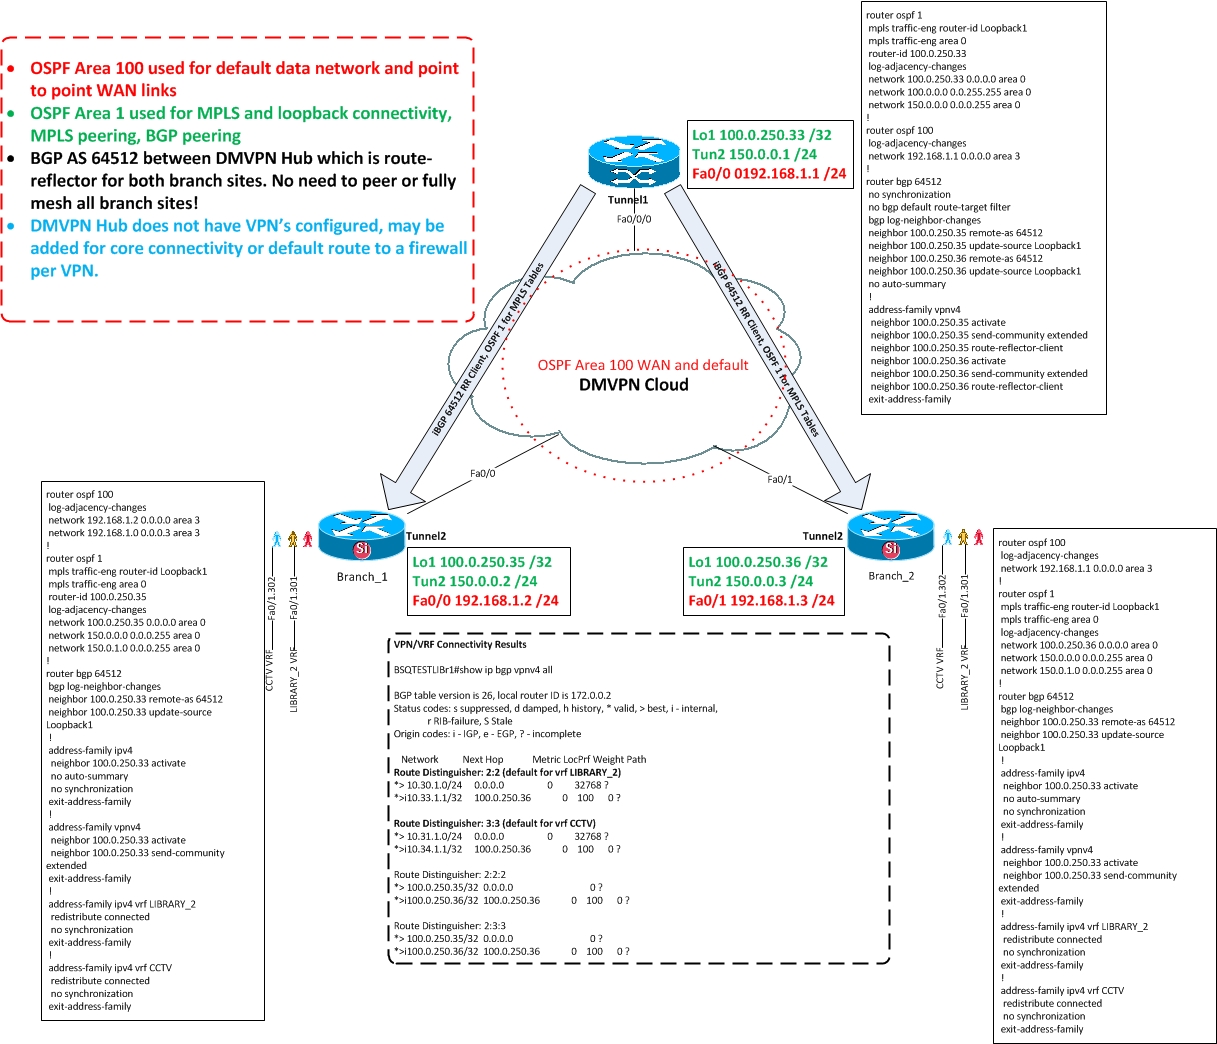 • OSPF Area 100 used for default data network and point
to point WAN links
• OSPF Area 1 used for MPLS and loopback connectivity,
MPLS peering, BGP peering
• BGP AS 64512 between DMVPN Hub which is route-
reflector for both branch sites. No need to peer or fully
mesh all branch sites!
• DMVPN Hub does not have VPN's configured, may be
added for core connectivity or default route to a firewall
per VPN.
router ospf 1
mpls traffic-eng router-id Loopback1
mpls traffic-eng area 0
router-id 100.0.250.33
log-adjacency-changes
network 100.0.250.33 0.0.0.0 area 0
network 100.0.0.0 0.0.255.255 area 0
network 150.0.0.0 0.0.0.255 area 0
!
router ospf 100
log-adjacency-changes
network 192.168.1.1 0.0.0.0 area 3
!
router bgp 64512
no synchronization
no bgp default route-target filter
bgp log-neighbor-changes
neighbor 100.0.250.35 remote-as 64512
neighbor 100.0.250.35 update-source Loopback1
neighbor 100.0.250.36 remote-as 64512
neighbor 100.0.250.36 update-source Loopback1
no auto-summary
!
address-family vpnv4
neighbor 100.0.250.35 activate
neighbor 100.0.250.35 send-community extended
neighbor 100.0.250.35 route-reflector-client
neighbor 100.0.250.36 activate
neighbor 100.0.250.36 send-community extended
neighbor 100.0.250.36 route-reflector-client
exit-address-family
Lo1 100.0.250.33 /32
Tun2 150.0.0.1 /24
Fa0/0 0192.168.1.1 /24
Tunnel1
Fa0/0/0
iBGP 64512 RR Client, OSPF 1 for MPLS Tables
iBGP 64512 RR Client, OSPF 1 for MPLS Tables
OSPF Area 100 WAN and default
DMVPN Cloud
Fa0/0
Fa0/1
router ospf 100
log-adjacency-changes
network 192.168.1.2 0.0.0.0 area 3
network 192.168.1.0 0.0.0.3 area 3
!
router ospf 1
mpls traffic-eng router-id Loopback1
mpls traffic-eng area 0
router-id 100.0.250.35
log-adjacency-changes
network 100.0.250.35 0.0.0.0 area 0
network 150.0.0.0 0.0.0.255 area 0
network 150.0.1.0 0.0.0.255 area 0
!
router bgp 64512
bgp log-neighbor-changes
neighbor 100.0.250.33 remote-as 64512
neighbor 100.0.250.33 update-source
Loopback1
!
address-family ipv4
neighbor 100.0.250.33 activate
no auto-summary
no synchronization
exit-address-family
!
address-family vpnv4
neighbor 100.0.250.33 activate
neighbor 100.0.250.33 send-community
extended
exit-address-family
!
address-family ipv4 vrf LIBRARY_2
redistribute connected
no synchronization
exit-address-family
!
address-family ipv4 vrf CCTV
redistribute connected
no synchronization
exit-address-family
CCTV VRF
Fa0/1.302
LIBRARY_2 VRF
Fa0/1.301
Si
Tunnel2
Branch_1
Lo1 100.0.250.35 /32
Tun2 150.0.0.2 /24
Fa0/0 192.168.1.2 /24
Tunnel2
Si
Branch_2
Lo1 100.0.250.36 /32
Tun2 150.0.0.3 /24
Fa0/1 192.168.1.3 /24
CCTV VRF
Fa0/1.302
LIBRARY_2 VRF
Fa0/1.301
router ospf 100
log-adjacency-changes
network 192.168.1.1 0.0.0.0 area 3
!
router ospf 1
mpls traffic-eng router-id Loopback1
mpls traffic-eng area 0
log-adjacency-changes
network 100.0.250.36 0.0.0.0 area 0
network 150.0.0.0 0.0.0.255 area 0
network 150.0.1.0 0.0.0.255 area 0
!
router bgp 64512
bgp log-neighbor-changes
neighbor 100.0.250.33 remote-as 64512
neighbor 100.0.250.33 update-source
Loopback1
!
address-family ipv4
neighbor 100.0.250.33 activate
no auto-summary
no synchronization
exit-address-family
!
address-family vpnv4
neighbor 100.0.250.33 activate
neighbor 100.0.250.33 send-community
extended
exit-address-family
!
address-family ipv4 vrf LIBRARY_2
redistribute connected
no synchronization
exit-address-family
!
address-family ipv4 vrf CCTV
redistribute connected
no synchronization
exit-address-family
VPN/VRF Connectivity Results
BSQTESTLIBr1#show ip bgp vpnv4 all
BGP table version is 26, local router ID is 172.0.0.2
Status codes: s suppressed, d damped, h history, * valid, > best, i - internal,
r RIB-failure, S Stale
Origin codes: i - IGP, e - EGP, ? - incomplete
Network Next Hop Metric LocPrf Weight Path
Route Distinguisher: 2:2 (default for vrf LIBRARY_2)
*> 10.30.1.0/24 0.0.0.0 0 32768 ?
*>i10.33.1.1/32 100.0.250.36 0 100 0 ?
Route Distinguisher: 3:3 (default for vrf CCTV)
*> 10.31.1.0/24 0.0.0.0 0 32768 ?
*>i10.34.1.1/32 100.0.250.36 0 100 0 ?
Route Distinguisher: 2:2:2
*> 100.0.250.35/32 0.0.0.0 0 ?
*>i100.0.250.36/32 100.0.250.36 0 100 0 ?
Route Distinguisher: 2:3:3
*> 100.0.250.35/32 0.0.0.0 0 ?
*>i100.0.250.36/32 100.0.250.36 0 100 0 ?